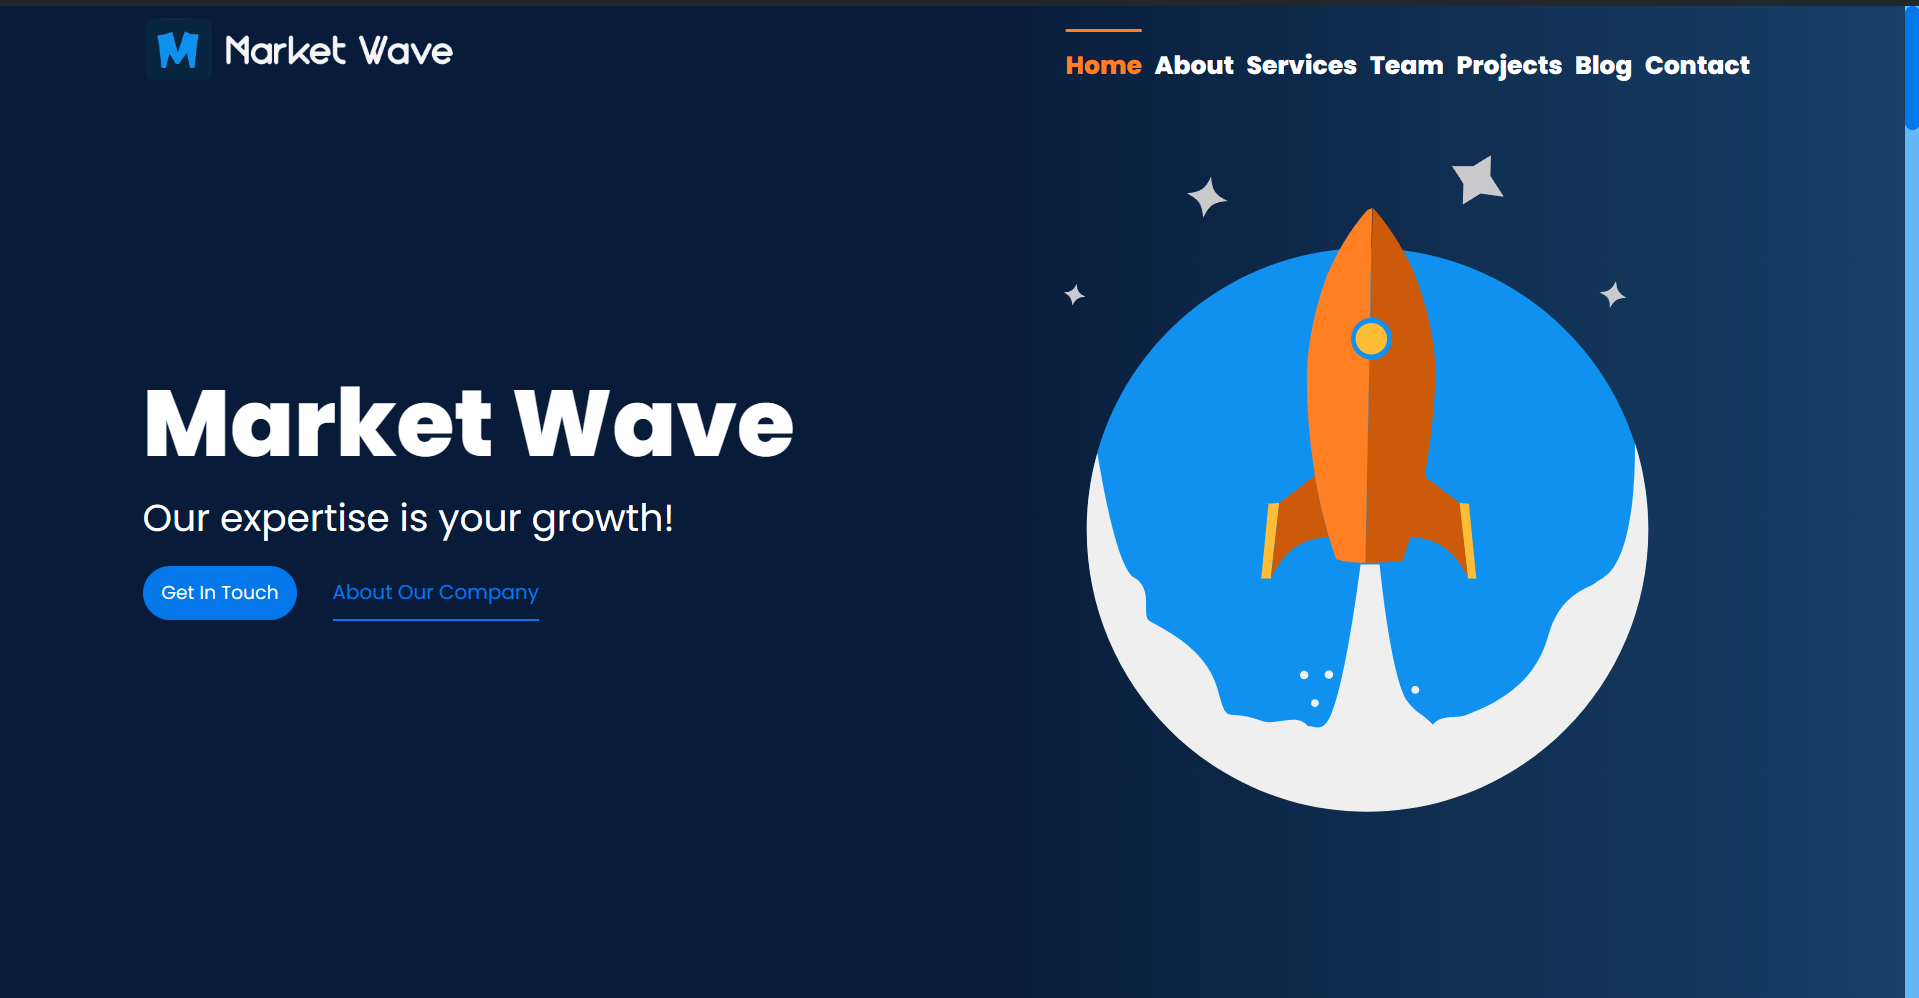 M Market Wave
Home About Services Team Projects Blog Contact
Market Wave
Our expertise is your growth!
Get In Touch About Our Company